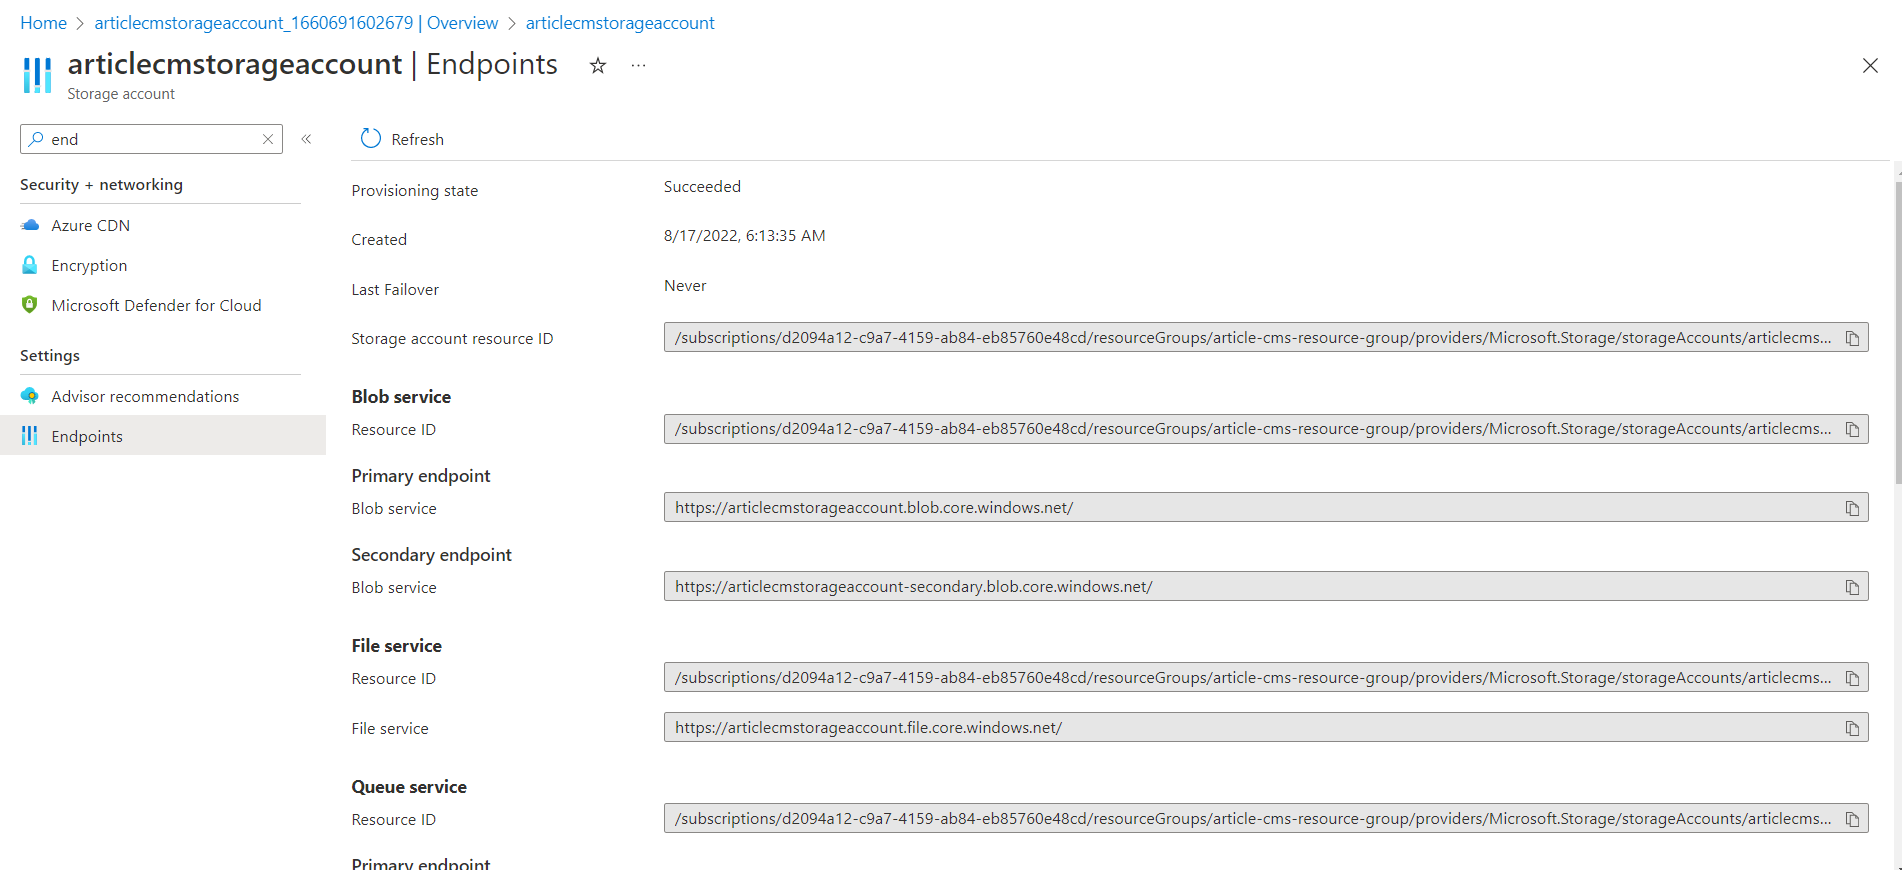 Home > articlecmstorageaccount_1660691602679 | Overview > articlecmstorageaccount
articlecmstorageaccount | Endpoints
Storage account
end
Refresh
Security + networking
Azure CDN
Encryption
Microsoft Defender for Cloud
Settings
Advisor recommendations
Endpoints
Provisioning state Succeeded
Created 8/17/2022, 6:13:35 AM
Last Failover Never
Storage account resource ID /subscriptions/d2094a12-c9a7-4159-ab84-eb85760e48cd/resourceGroups/article-cms-resource-group/providers/Microsoft.Storage/storageAccounts/articlecms...
Blob service
Resource ID /subscriptions/d2094a12-c9a7-4159-ab84-eb85760e48cd/resourceGroups/article-cms-resource-group/providers/Microsoft.Storage/storageAccounts/articlecms...
Primary endpoint
Blob service https://articlecmstorageaccount.blob.core.windows.net/
Secondary endpoint
Blob service https://articlecmstorageaccount-secondary.blob.core.windows.net/
File service
Resource ID /subscriptions/d2094a12-c9a7-4159-ab84-eb85760e48cd/resourceGroups/article-cms-resource-group/providers/Microsoft.Storage/storageAccounts/articlecms...
File service https://articlecmstorageaccount.file.core.windows.net/
Queue service
Resource ID /subscriptions/d2094a12-c9a7-4159-ab84-eb85760e48cd/resourceGroups/article-cms-resource-group/providers/Microsoft.Storage/storageAccounts/articlecms...
Primary endpoint